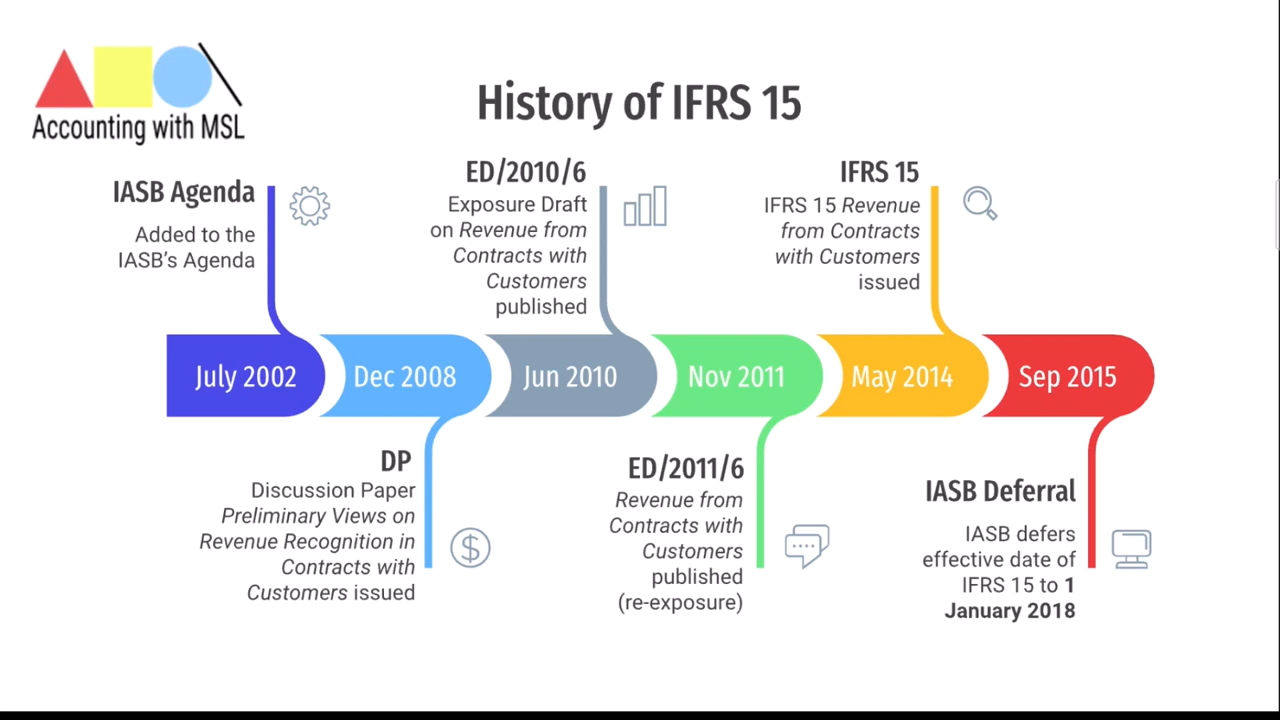 Accounting with MSL
History of IFRS 15
IASB Agenda
Added to the
IASB's Agenda
ED/2010/6
Exposure Draft
on Revenue from
Contracts with
Customers
published
IFRS 15
IFRS 15 Revenue
from Contracts
with Customers
issued
July 2002
Dec 2008
Jun 2010
Nov 2011
May 2014
Sep 2015
DP
Discussion Paper
Preliminary Views on
Revenue Recognition in
Contracts with
Customers issued
$
ED/2011/6
Revenue from
Contracts with
Customers
published
(re-exposure)
IASB Deferral
IASB defers
effective date of
IFRS 15 to 1
January 2018